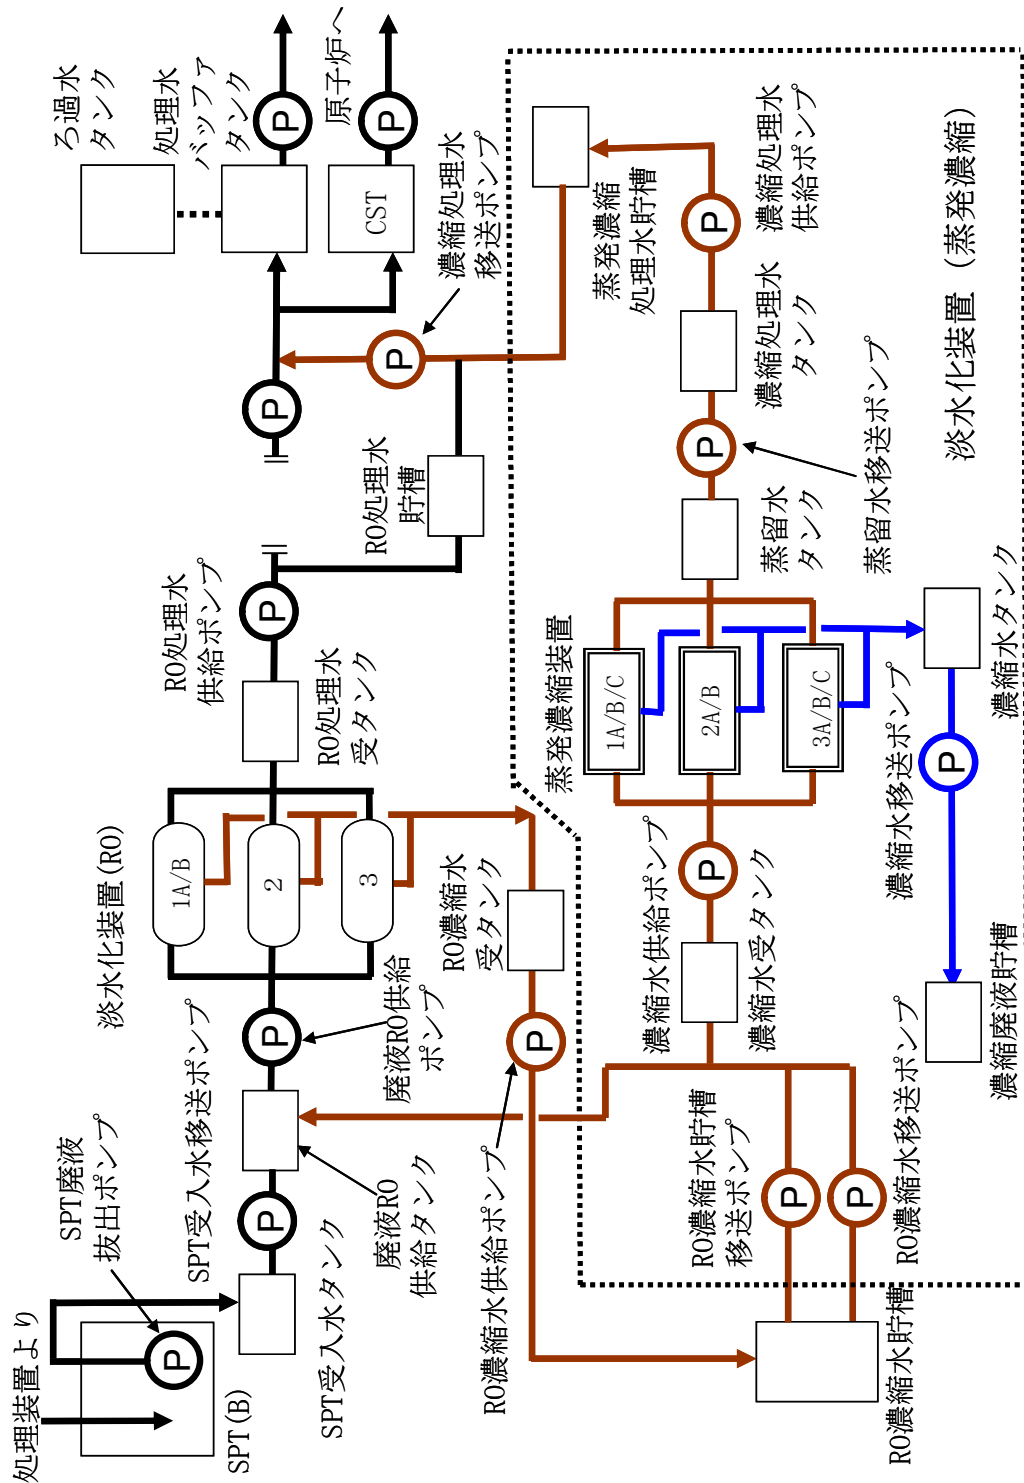 処理装置より
SPT(B)
SPT廃液
抜出ポンプ
P
SPT受入水タンク
SPT受入水移送ポンプ
P
廃液RO
供給タンク
廃液RO供給
ポンプ
P
淡水化装置(RO)
1A/B
2
3
RO処理水
受タンク
RO処理水
供給ポンプ
P
RO処理水
貯槽
P
ろ過水
タンク
処理水
バッファ
タンク
P
CST
P
原子炉へ
濃縮処理水
移送ポンプ
P
RO濃縮水
受タンク
RO濃縮水供給ポンプ
P
RO濃縮水貯槽
RO濃縮水貯槽
移送ポンプ
P
RO濃縮水移送ポンプ
P
濃縮水受タンク
濃縮水供給ポンプ
P
蒸発濃縮装置
1A/B/C
2A/B
3A/B/C
蒸留水
タンク
蒸留水移送ポンプ
P
濃縮処理水
タンク
濃縮処理水
供給ポンプ
P
蒸発濃縮
処理水貯槽
濃縮水タンク
濃縮水移送ポンプ
P
濃縮廃液貯槽
淡水化装置(蒸発濃縮)